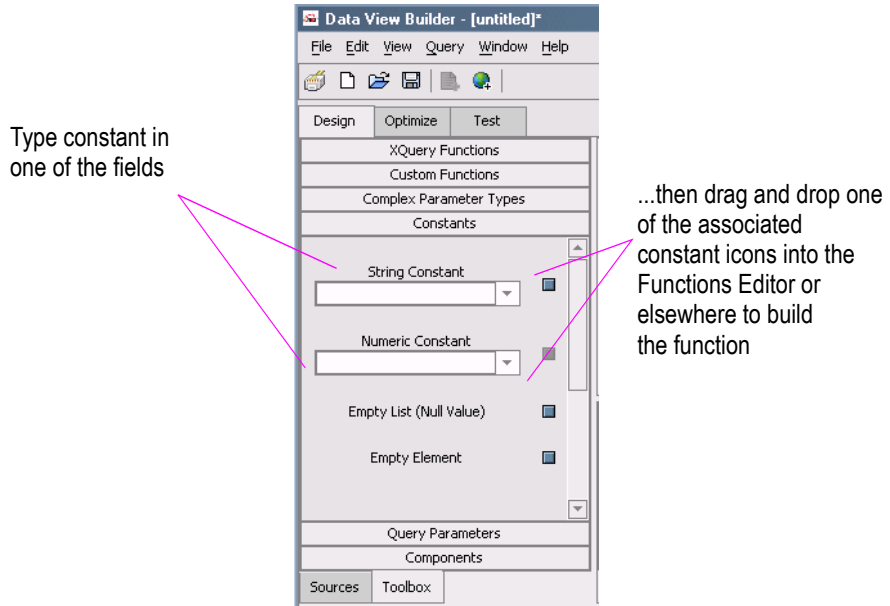 Data View Builder - [untitled]*
File Edit View Query Window Help
Design Optimize Test
XQuery Functions
Custom Functions
Complex Parameter Types
Constants
String Constant
Numeric Constant
Empty List (Null Value)
Empty Element
Query Parameters
Components
Sources Toolbox
Type constant in
one of the fields
...then drag and drop one
of the associated
constant icons into the
Functions Editor or
elsewhere to build
the function